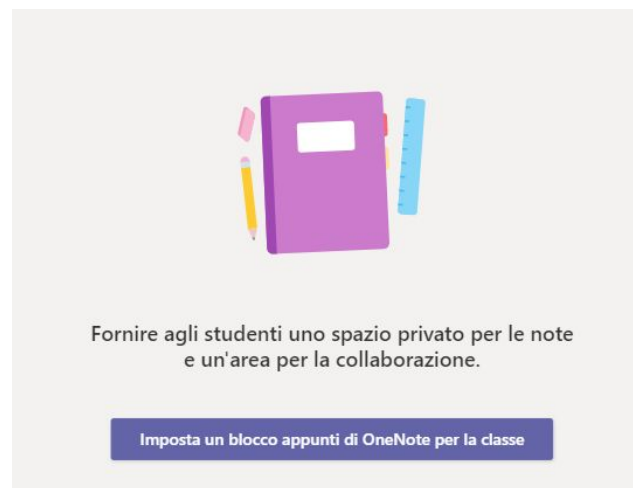 Fornire agli studenti uno spazio privato per le note
e un'area per la collaborazione.
Imposta un blocco appunti di OneNote per la classe